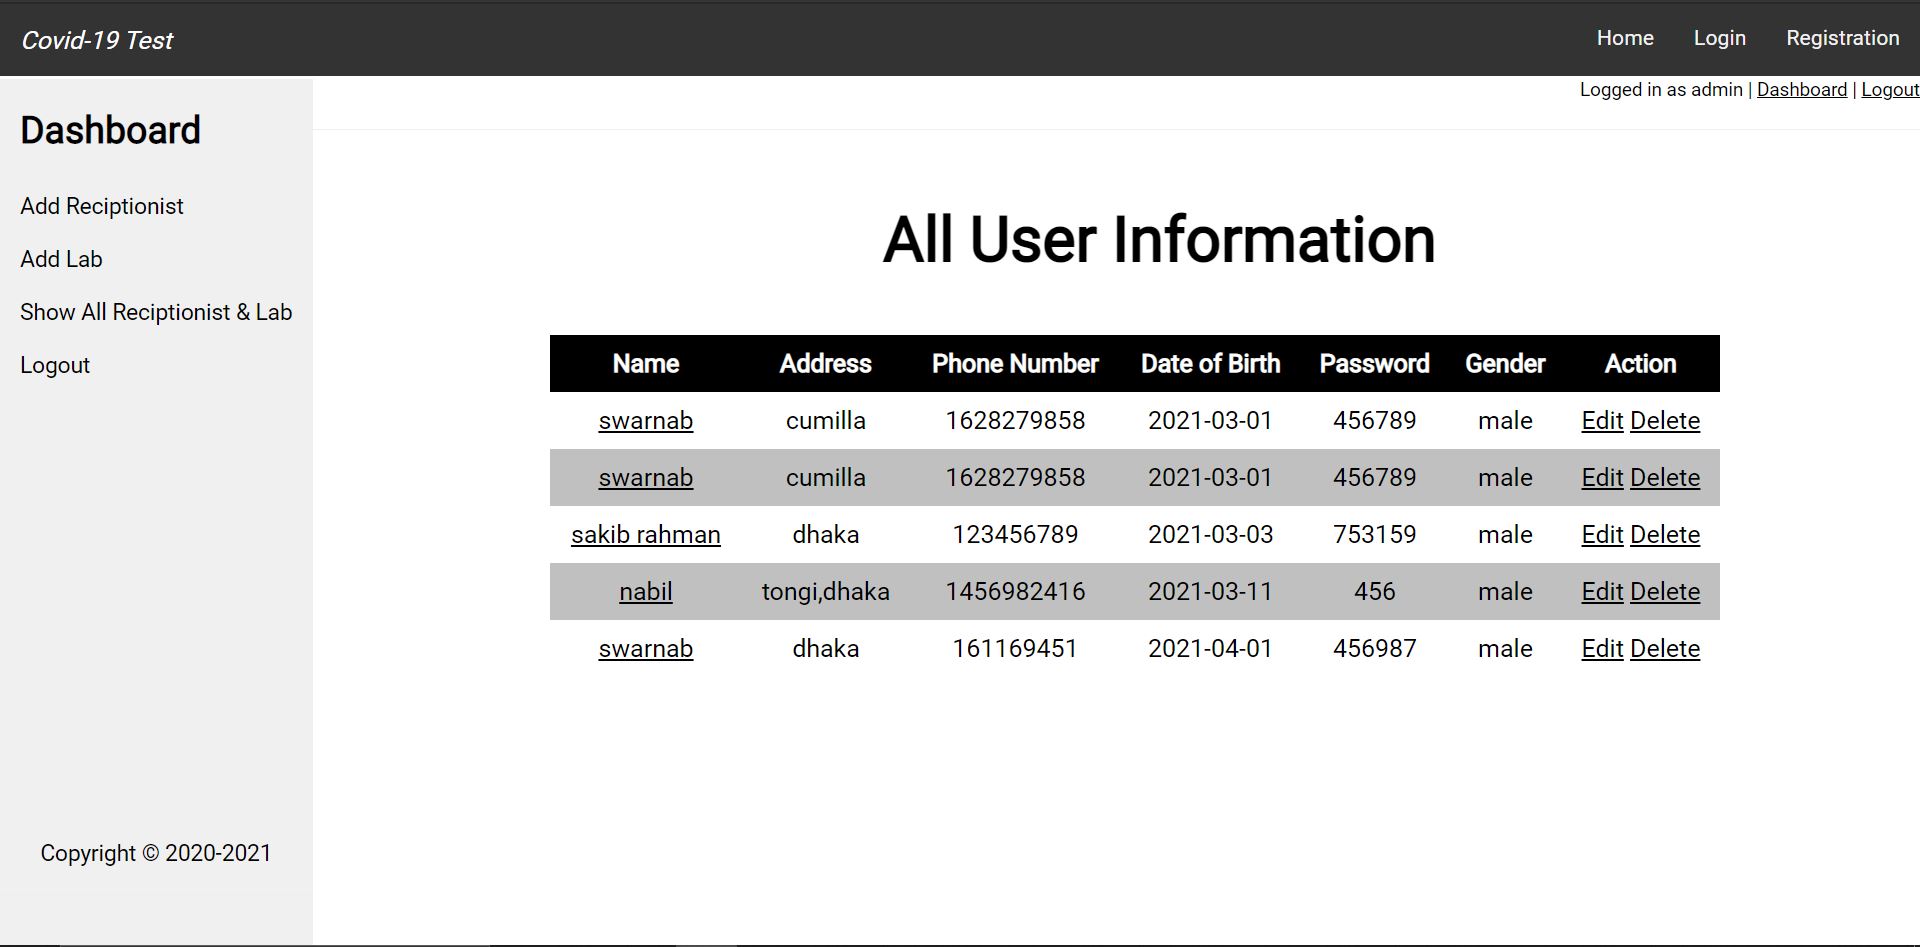 Covid-19 Test
Home Login Registration
Logged in as admin | Dashboard | Logout
Dashboard
Add Reciptionist
Add Lab
Show All Reciptionist & Lab
Logout
Copyright © 2020-2021
All User Information
Name Address Phone Number Date of Birth Password Gender Action
swarnab cumilla 1628279858 2021-03-01 456789 male Edit Delete
swarnab cumilla 1628279858 2021-03-01 456789 male Edit Delete
sakib rahman dhaka 123456789 2021-03-03 753159 male Edit Delete
nabil tongi,dhaka 1456982416 2021-03-11 456 male Edit Delete
swarnab dhaka 161169451 2021-04-01 456987 male Edit Delete